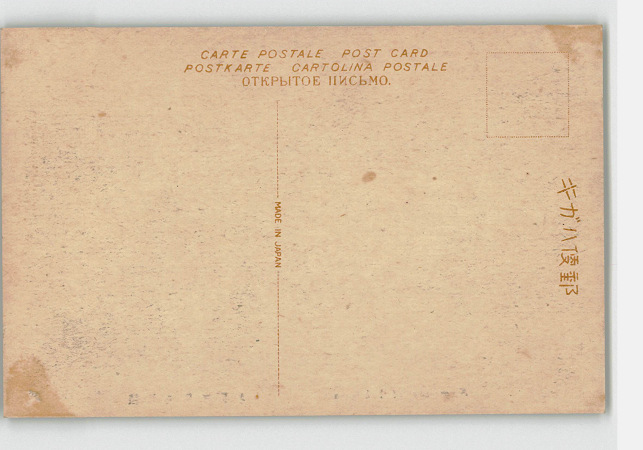 CARTE POSTALE POST CARD
POSTKARTE CARTOLINA POSTALE
ОТКРЫТОЕ ПИСЬМО.
MADE IN JAPAN
キガハ便郵